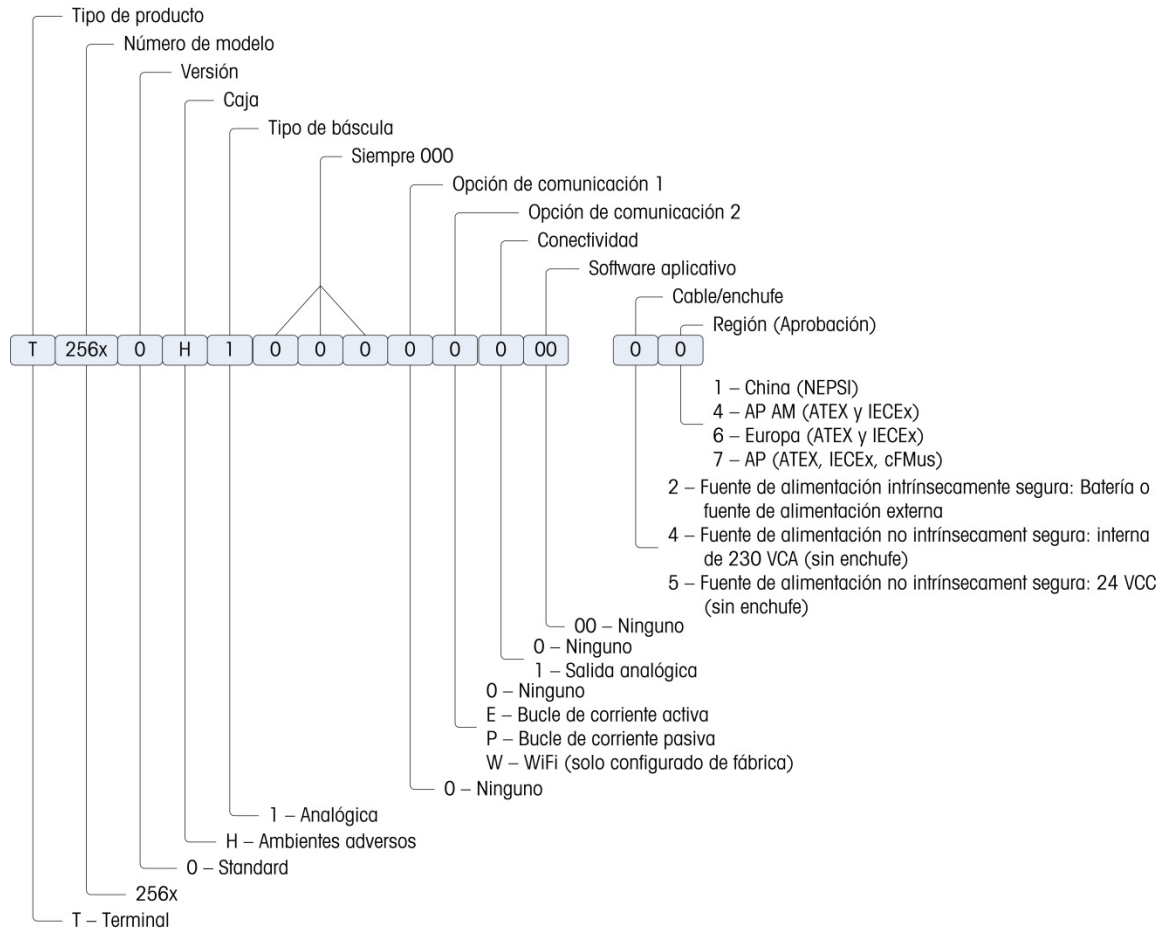 Tipo de producto
Número de modelo
Versión
Caja
Tipo de báscula
Siempre 000
Opción de comunicación 1
Opción de comunicación 2
Conectividad
Software aplicativo
Cable/enchufe
Región (Aprobación)
T 256x 0 H 1 0 0 0 0 0 0 00 0 0
1 – China (NEPSI)
4 – AP AM (ATEX y IECEx)
6 – Europa (ATEX y IECEx)
7 – AP (ATEX, IECEx, cFMus)
2 – Fuente de alimentación intrínsecamente segura: Batería o
fuente de alimentación externa
4 – Fuente de alimentación no intrínsecament segura: interna
de 230 VCA (sin enchufe)
5 – Fuente de alimentación no intrínsecament segura: 24 VCC
(sin enchufe)
00 – Ninguno
0 – Ninguno
1 – Salida analógica
0 – Ninguno
E – Bucle de corriente activa
P – Bucle de corriente pasiva
W – WiFi (solo configurado de fábrica)
0 – Ninguno
1 – Analógica
H – Ambientes adversos
0 – Standard
256x
T – Terminal